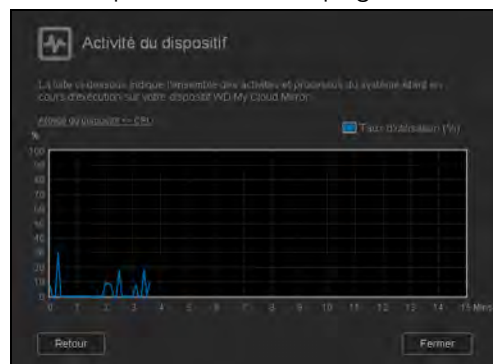 Activité du dispositif
La liste ci-dessous indique l'ensemble des activités et processus du système étant en
cours d'exécution sur votre dispositif WD My Cloud Mirror.
Activité du dispositif >> CPU
Taux d'utilisation (%)
%
100
90
80
70
60
50
40
30
20
10
0
0 1 2 3 4 5 6 7 8 9 10 11 12 13 14 15 Mins
Retour
Fermer